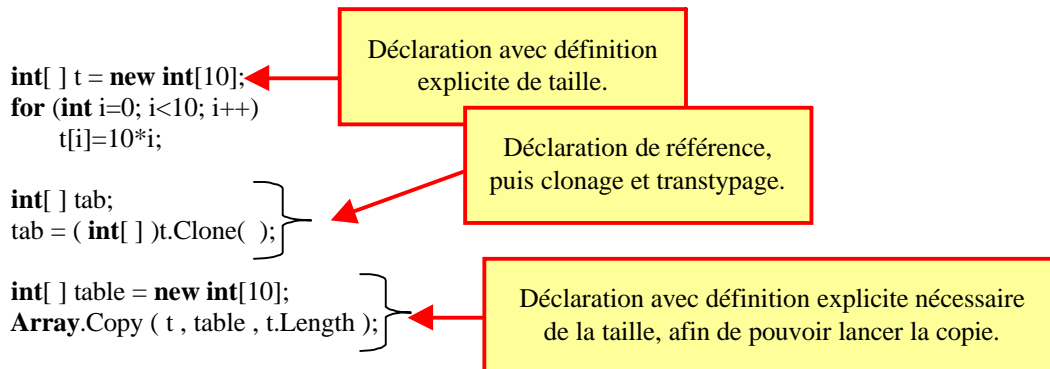 int[ ] t = new int[10];
for (int i=0; i<10; i++)
t[i]=10*i;
Déclaration avec définition
explicite de taille.
int[ ] tab;
tab = ( int[ ] )t.Clone( );
Déclaration de référence,
puis clonage et transtypage.
int[ ] table = new int[10];
Array.Copy ( t , table , t.Length );
Déclaration avec définition explicite nécessaire
de la taille, afin de pouvoir lancer la copie.